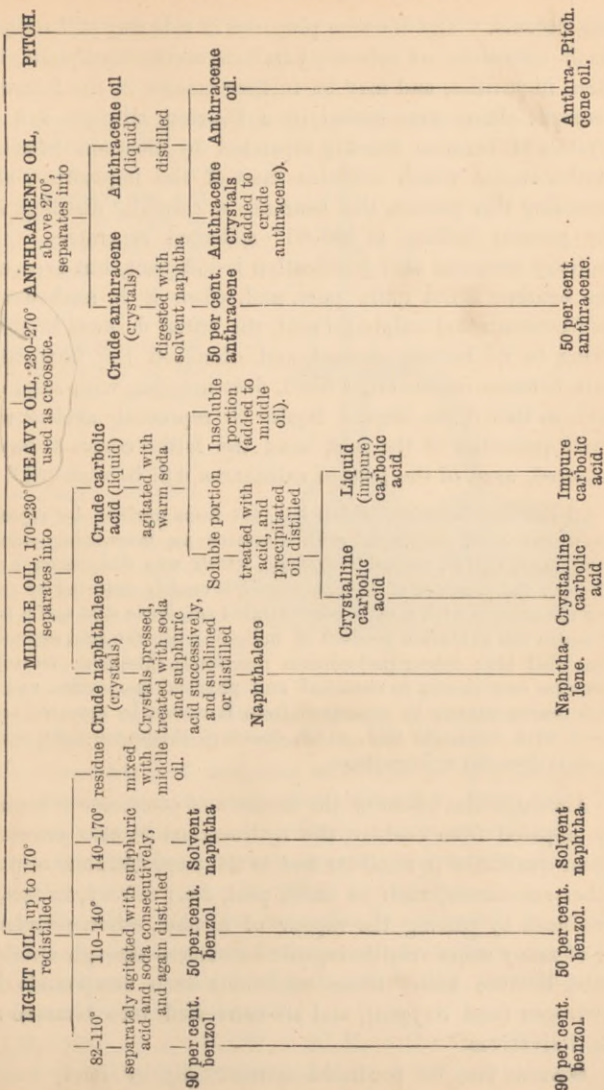 LIGHT OIL, up to 170°
redistilled
MIDDLE OIL, 170-230°
separates into
HEAVY OIL, 230-270°
used as creosote.
ANTHRACENE OIL,
above 270°,
separates into
PITCH.
82-110°
110-140°
140-170°
residue
separately agitated with sulphuric
acid and soda consecutively,
and again distilled
mixed
with
middle
oil.
Crude naphthalene
(crystals)
Crystals pressed,
treated with soda
and sulphuric
acid successively,
and sublimed
or distilled
Crude carbolic
acid (liquid)
agitated with
warm soda
Crude anthracene
(crystals)
digested with
solvent naphtha
Anthracene oil
(liquid)
distilled
90 per cent.
benzol
50 per cent.
benzol
Solvent
naphtha
Naphthalene
Soluble portion
treated with
acid, and
precipitated
oil distilled
Insoluble
portion
(added to
middle
oil).
50 per cent.
anthracene
Anthracene
crystals
(added to
crude
anthracene).
Anthracene
oil.
Crystalline
carbolic
acid
Liquid
(impure)
carbolic
acid
90 per cent.
benzol.
50 per cent.
benzol.
Solvent
naphtha.
Naphtha-
lene.
Crystalline
carbolic
acid
Impure
carbolic
acid.
50 per cent.
anthracene.
Anthra-
cene oil.
Pitch.